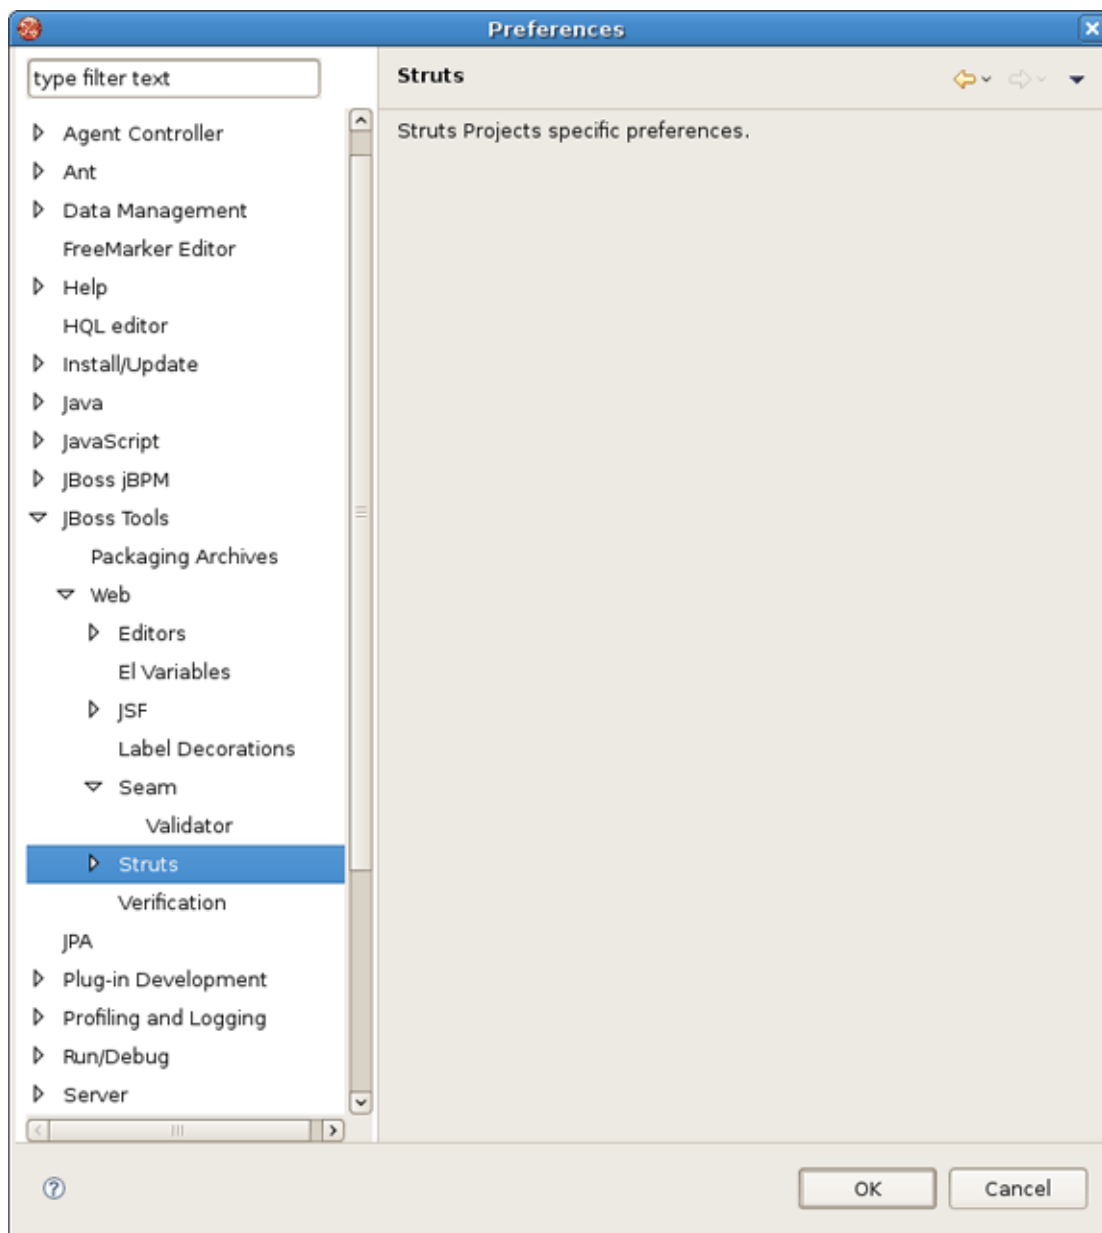 Preferences
type filter text
Agent Controller
Ant
Data Management
FreeMarker Editor
Help
HQL editor
Install/Update
Java
JavaScript
JBoss jBPM
JBoss Tools
Packaging Archives
Web
Editors
El Variables
JSF
Label Decorations
Seam
Validator
Struts
Verification
JPA
Plug-in Development
Profiling and Logging
Run/Debug
Server
Struts
Struts Projects specific preferences.
OK
Cancel